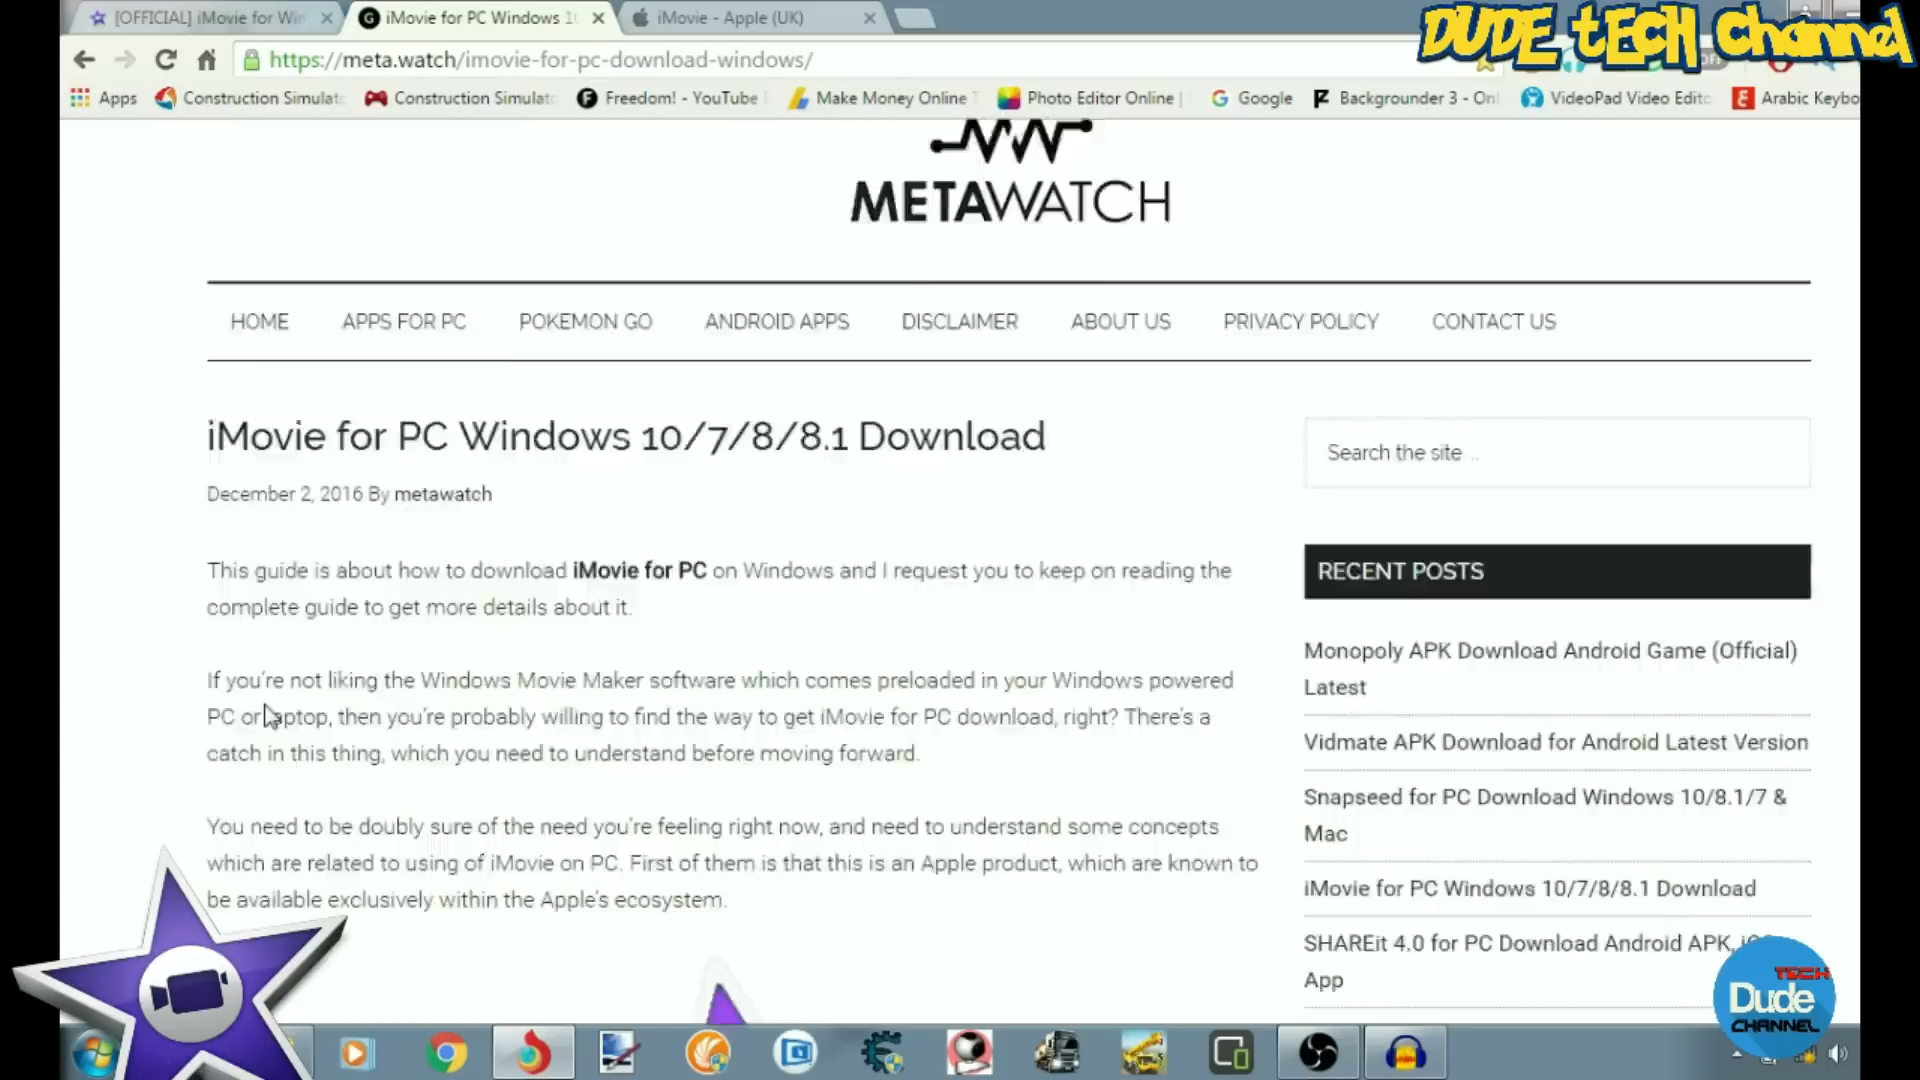 [OFFICIAL] iMovie for Win
iMovie for PC Windows 10
iMovie - Apple (UK)
DUDE tECH Channel
https://meta.watch/imovie-for-pc-download-windows/
Apps
Construction Simulato
Construction Simulato
Freedom! - YouTube
Make Money Online T
Photo Editor Online |
Google
Backgrounder 3 - Onl
VideoPad Video Edito
Arabic Keybo
METAWATCH
HOME
APPS FOR PC
POKEMON GO
ANDROID APPS
DISCLAIMER
ABOUT US
PRIVACY POLICY
CONTACT US
iMovie for PC Windows 10/7/8/8.1 Download
December 2, 2016 By metawatch
This guide is about how to download iMovie for PC on Windows and I request you to keep on reading the
complete guide to get more details about it.
If you're not liking the Windows Movie Maker software which comes preloaded in your Windows powered
PC or laptop, then you're probably willing to find the way to get iMovie for PC download, right? There's a
catch in this thing, which you need to understand before moving forward.
You need to be doubly sure of the need you're feeling right now, and need to understand some concepts
which are related to using of iMovie on PC. First of them is that this is an Apple product, which are known to
be available exclusively within the Apple's ecosystem.
Search the site ...
RECENT POSTS
Monopoly APK Download Android Game (Official)
Latest
Vidmate APK Download for Android Latest Version
Snapseed for PC Download Windows 10/8.1/7 &
Mac
iMovie for PC Windows 10/7/8/8.1 Download
SHAREit 4.0 for PC Download Android APK,
App
TECH
Dude
CHANNEL